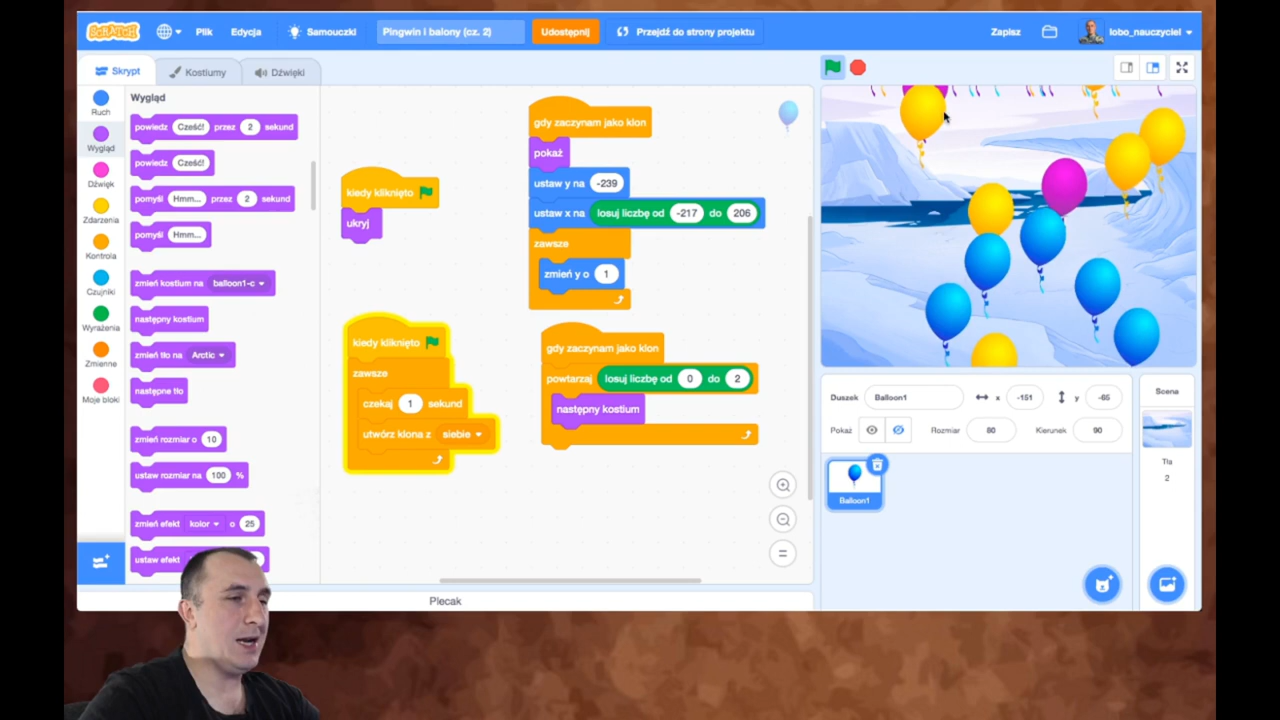 SCRATCH
Plik
Edycja
Samouczki
Pingwin i balony (cz. 2)
Udostępnij
Przejdź do strony projektu
Zapisz
lobo_nauczyciel
Skrypt
Kostiumy
Dźwięki
Ruch
Wygląd
Dźwięk
Zdarzenia
Kontrola
Czujniki
Wyrażenia
Zmienne
Moje bloki
Wygląd
powiedz Cześć! przez 2 sekund
powiedz Cześć!
pomyśl Hmm... przez 2 sekund
pomyśl Hmm...
zmień kostium na balloon1-c
następny kostium
zmień tło na Arctic
następne tło
zmień rozmiar o 10
ustaw rozmiar na 100 %
zmień efekt kolor o 25
ustaw efekt
kiedy kliknięto
ukryj
kiedy kliknięto
zawsze
czekaj 1 sekund
utwórz klona z siebie
gdy zaczynam jako klon
pokaż
ustaw y na -239
ustaw x na losuj liczbę od -217 do 206
zawsze
zmień y o 1
gdy zaczynam jako klon
powtarzaj losuj liczbę od 0 do 2
następny kostium
Plecak
Duszek Balloon1 x -151 y -65
Pokaż Rozmiar 80 Kierunek 90
Balloon1
Scena
Tła
2